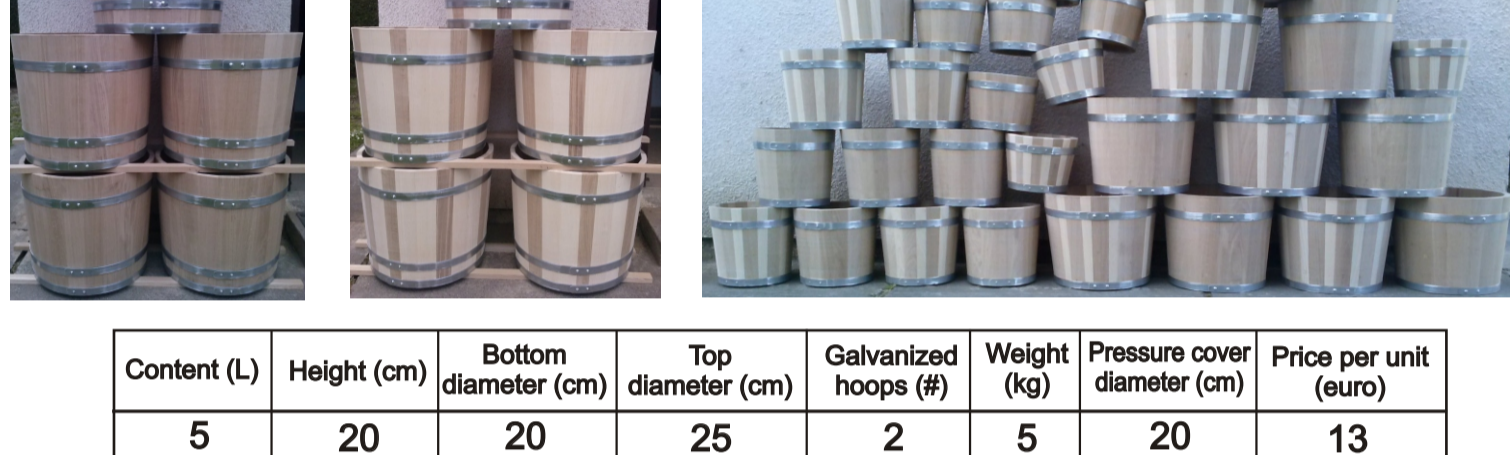 Content (L) Height (cm) Bottom diameter (cm) Top diameter (cm) Galvanized hoops (#) Weight (kg) Pressure cover diameter (cm) Price per unit (euro)
5 20 20 25 2 5 20 13